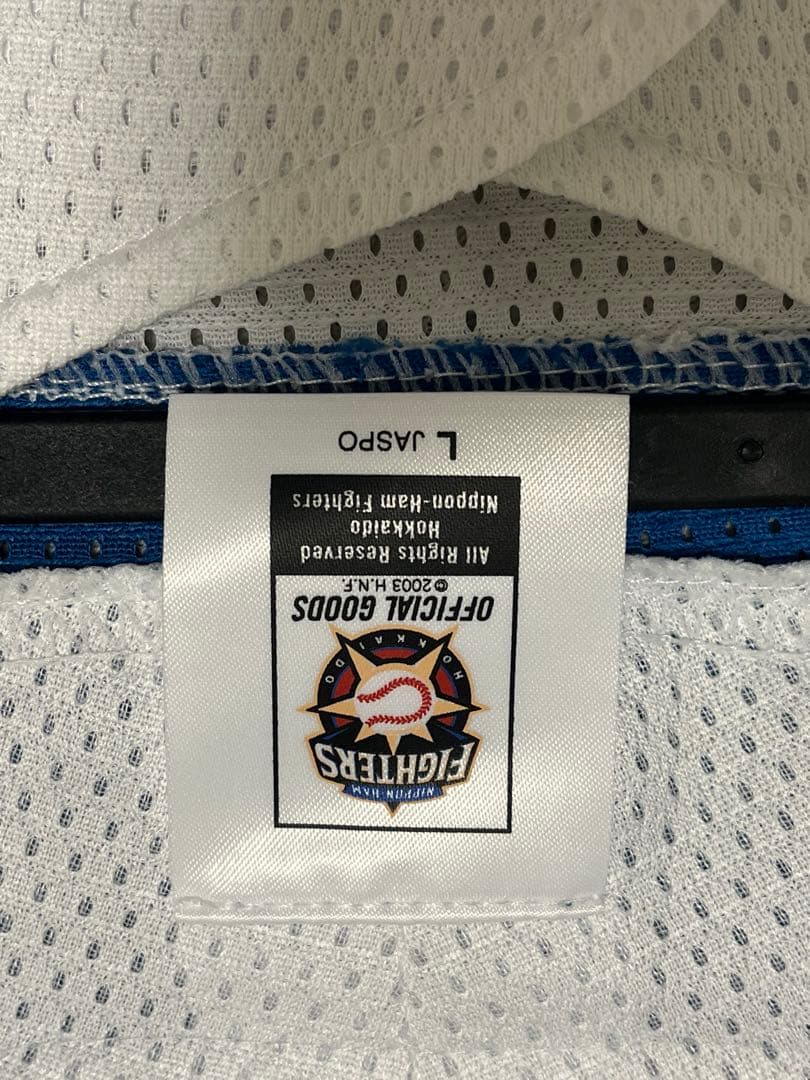 NIPPON-HAM
FIGHTERS
HOKKAIDO
OFFICIAL GOODS
©2003 H.N.F.
All Rights Reserved
Hokkaido
Nippon-Ham Fighters
L JASPO